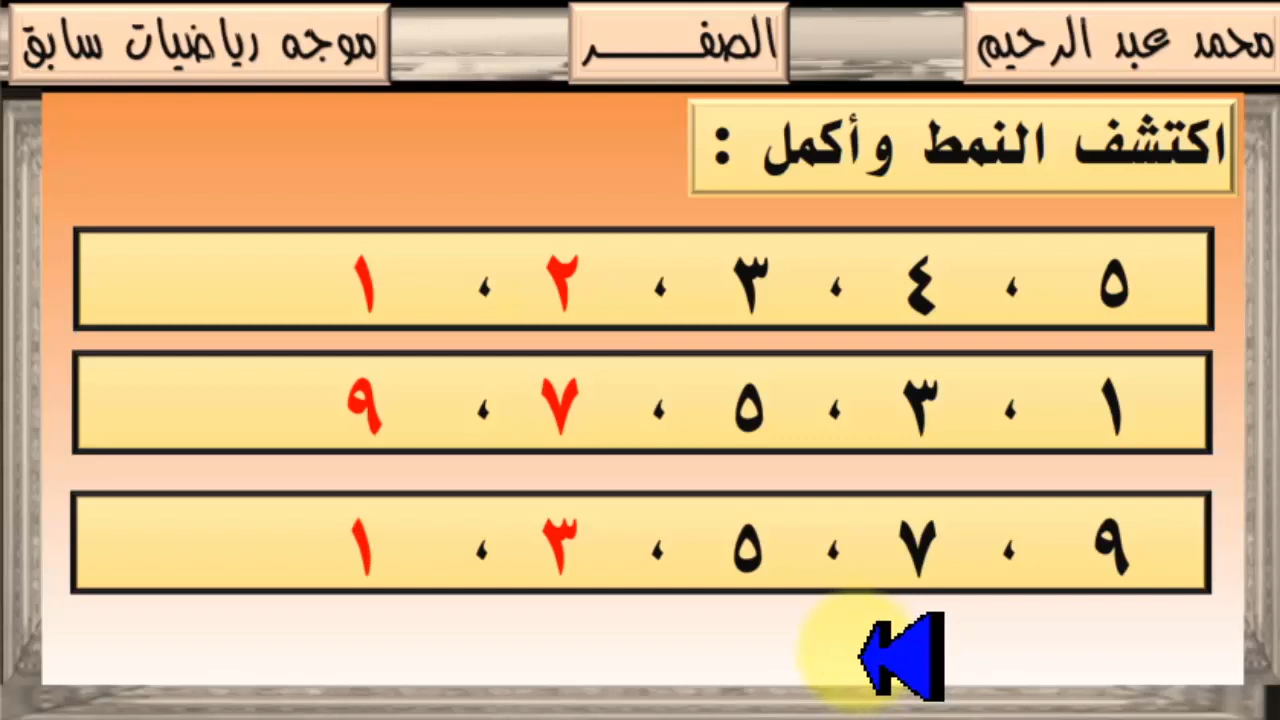 محمد عبد الرحيم
الصفـــــــر
موجه رياضيات سابق
اكتشف النمط وأكمل :
٥ ، ٤ ، ٣ ، ٢ ، ١
١ ، ٣ ، ٥ ، ٧ ، ٩
٩ ، ٧ ، ٥ ، ٣ ، ١